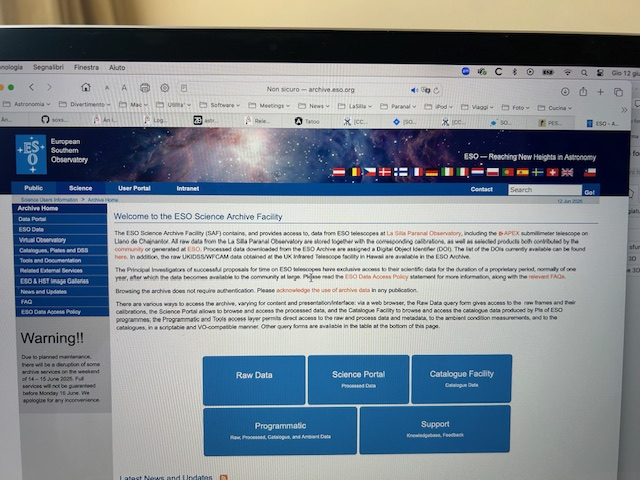 nologia Segnalibri Finestra Aiuto
Gio 12 giu
Non sicuro — archive.eso.org
Astronomia Divertimento Mac Utilita' Software Meetings News LaSilla Paranal iPod Viaggi Foto Cucina
An... soxs... An i... Log... astr... Rele... Tatoo [CC... [SO... [CC... SO... PES... ESO – A...
European
Southern
Observatory
ESO — Reaching New Heights in Astronomy
Public Science User Portal Intranet Contact Search Go!
Science Users Information > Archive Home
12 Jun 2025
Archive Home
Data Portal
ESO Data
Virtual Observatory
Catalogues, Plates and DSS
Tools and Documentation
Related External Services
ESO & HST Image Galleries
News and Updates
FAQ
ESO Data Access Policy
Warning!!
Due to planned maintenance,
there will be a disruption of some
archive services on the weekend
of 14 – 15 June 2025. Full
services will not be guaranteed
before Monday 16 June. We
apologize for any inconvenience.
Welcome to the ESO Science Archive Facility
The ESO Science Archive Facility (SAF) contains, and provides access to, data from ESO telescopes at La Silla Paranal Observatory, including the APEX submillimeter telescope on
Llano de Chajnantor. All raw data from the La Silla Paranal Observatory are stored together with the corresponding calibrations, as well as selected products both contributed by the
community or generated at ESO. Processed data downloaded from the ESO Archive are assigned a Digital Object Identifier (DOI). The list of the DOIs currently available can be found
here. In addition, the raw UKIDSS/WFCAM data obtained at the UK Infrared Telescope facility in Hawaii are available in the ESO Archive.
The Principal Investigators of successful proposals for time on ESO telescopes have exclusive access to their scientific data for the duration of a proprietary period, normally of one
year, after which the data becomes available to the community at large. Please read the ESO Data Access Policy statement for more information, along with the relevant FAQs.
Browsing the archive does not require authentication. Please acknowledge the use of archive data in any publication.
There are various ways to access the archive, varying for content and presentation/interface: via a web browser, the Raw Data query form gives access to the raw frames and their
calibrations, the Science Portal allows to browse and access the processed data, and the Catalogue Facility to browse and access the catalogue data produced by PIs of ESO
programmes; the Programmatic and Tools access layer permits direct access to the raw and process data and metadata, to the ambient condition measurements, and to the
catalogues, in a scriptable and VO-compatible manner. Other query forms are available in the table at the bottom of this page.
Raw Data
Science Portal
Processed Data
Catalogue Facility
Catalogue Data
Programmatic
Raw, Processed, Catalogue, and Ambient Data
Support
Knowledgebase, Feedback
Latest News and Updates